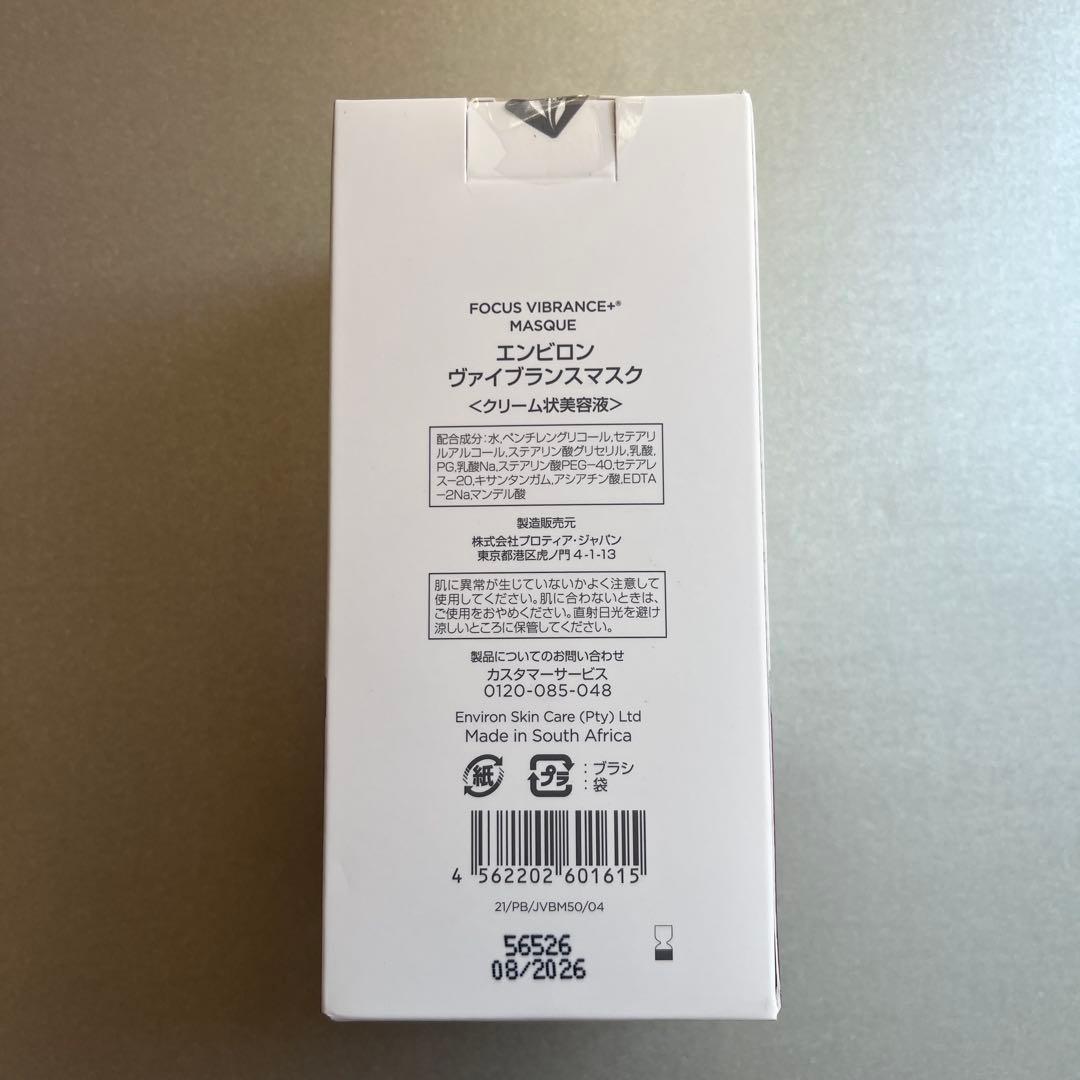 FOCUS VIBRANCE+®
MASQUE
エンビロン
ヴァイブランスマスク
<クリーム状美容液>
配合成分:水,ペンチレングリコール,セテアリ
ルアルコール,ステアリン酸グリセリル,乳酸,
PG,乳酸Na,ステアリン酸PEG-40,セテアレ
ス-20,キサンタンガム,アシアチン酸,EDTA
-2Na,マンデル酸
製造販売元
株式会社プロティア・ジャパン
東京都港区虎ノ門 4-1-13
肌に異常が生じていないかよく注意して
使用してください。肌に合わないときは、
ご使用をおやめください。直射日光を避け
涼しいところに保管してください。
製品についてのお問い合わせ
カスタマーサービス
0120-085-048
Environ Skin Care (Pty) Ltd
Made in South Africa
紙 プラ :ブラシ
:袋
4 562202 601615
21/PB/JVBM50/04
56526
08/2026